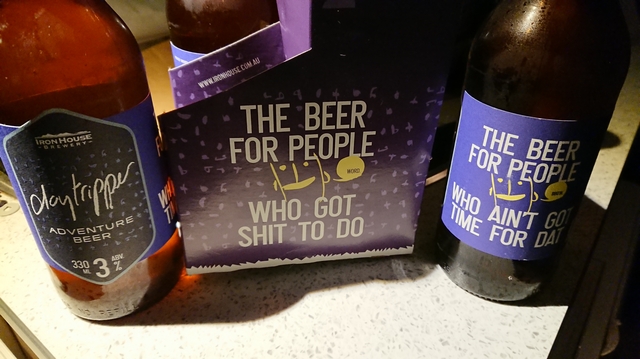 IRON HOUSE
BREWERY
daytripper
ADVENTURE
BEER
330 ML 3% ABV
WWW.IRONHOUSE.COM.AU
THE BEER
FOR PEOPLE
WORD.
WHO GOT
SHIT TO DO
THE BEER
FOR PEOPLE
WHO AIN'T GOT
TIME FOR DAT